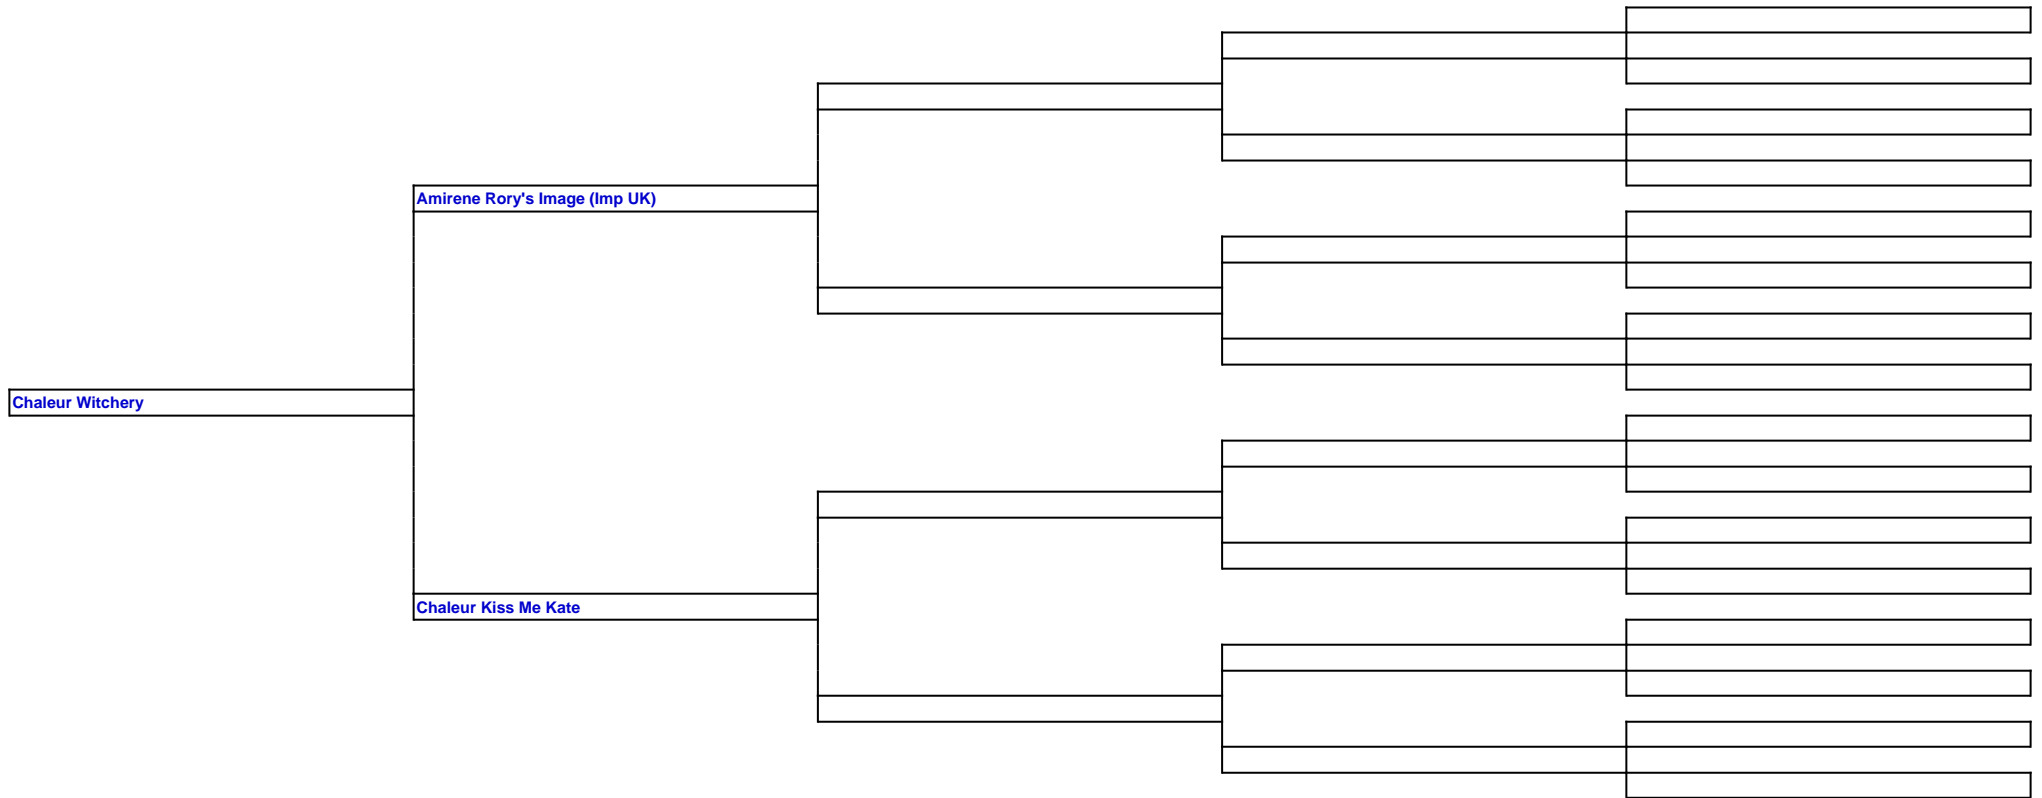 Amirene Rory's Image (Imp UK)
Chaleur Witchery
Chaleur Kiss Me Kate